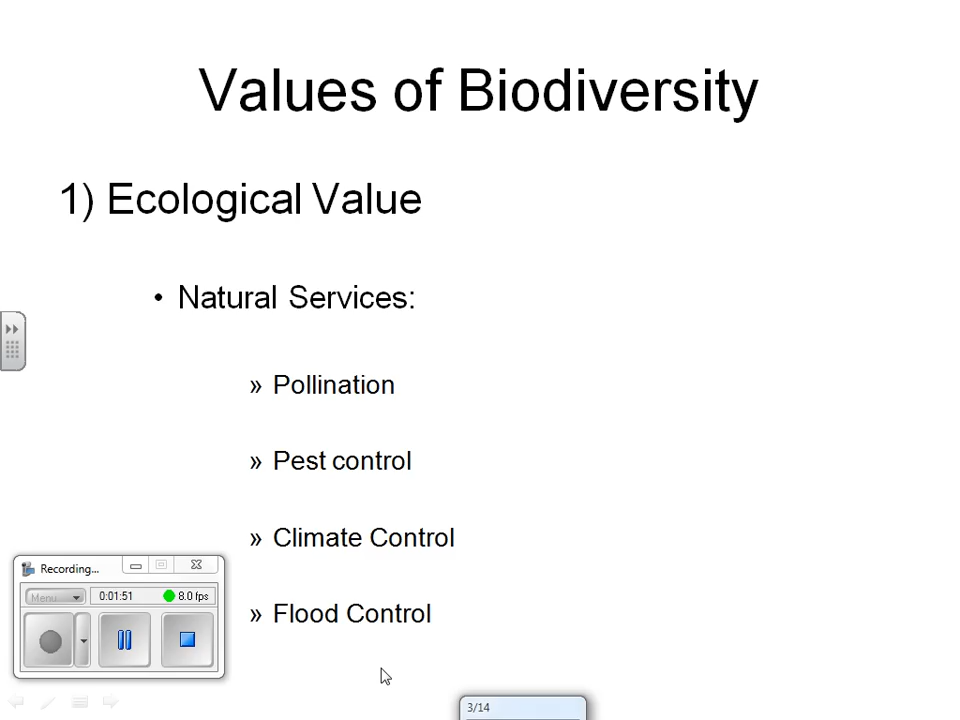 Values of Biodiversity
1) Ecological Value
• Natural Services:
» Pollination
» Pest control
» Climate Control
» Flood Control
Recording...
Menu
0:01:51
8.0 fps
3/14